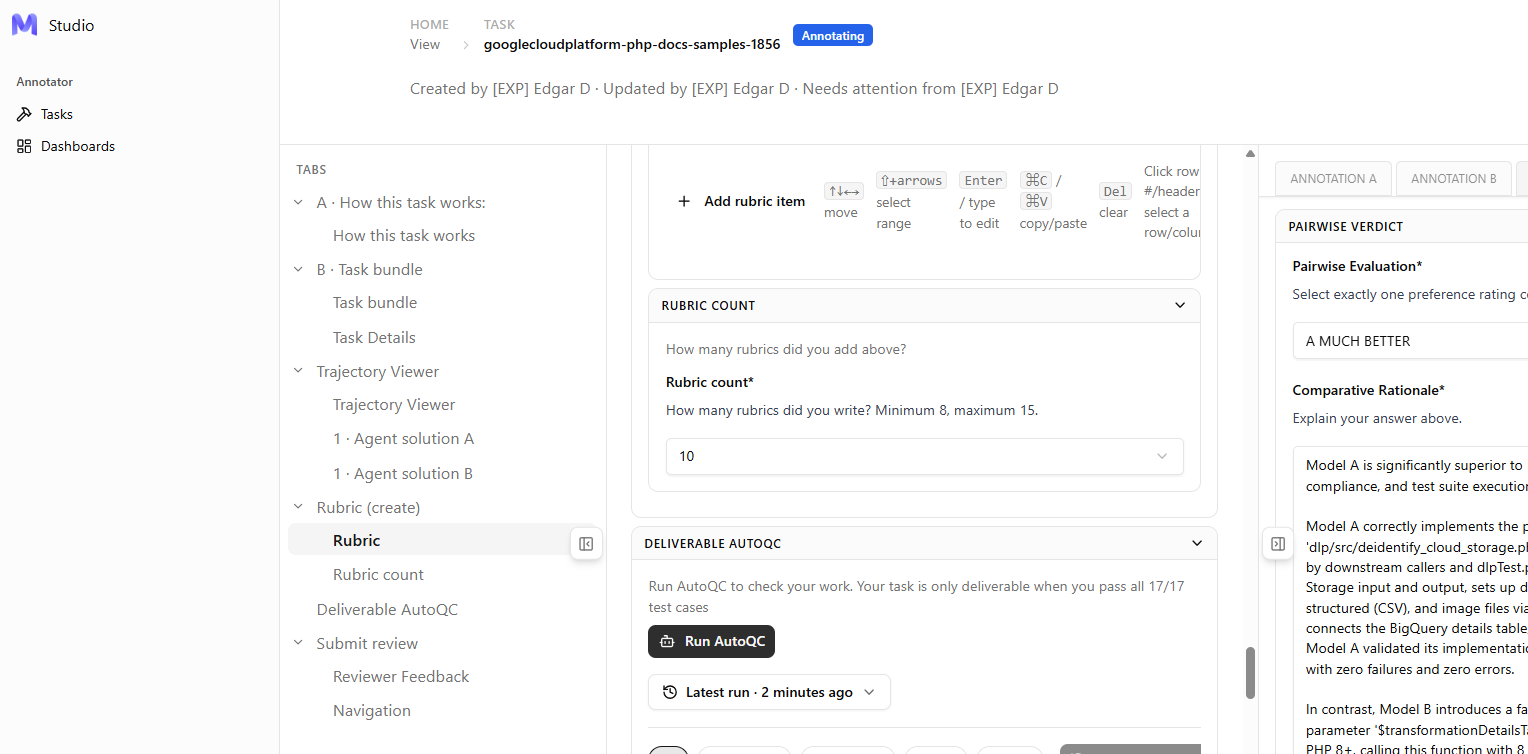 Studio
Annotator
Tasks
Dashboards
HOME
View
TASK
googlecloudplatform-php-docs-samples-1856
Annotating
Created by [EXP] Edgar D · Updated by [EXP] Edgar D · Needs attention from [EXP] Edgar D
TABS
A · How this task works:
How this task works
B · Task bundle
Task bundle
Task Details
Trajectory Viewer
Trajectory Viewer
1 · Agent solution A
1 · Agent solution B
Rubric (create)
Rubric
Rubric count
Deliverable AutoQC
Submit review
Reviewer Feedback
Navigation
+ Add rubric item
↑↓↔
move
⇧+arrows
select
range
Enter
/ type
to edit
⌘C /
⌘V
copy/paste
Del
clear
Click row
#/header
select a
row/colu
RUBRIC COUNT
How many rubrics did you add above?
Rubric count*
How many rubrics did you write? Minimum 8, maximum 15.
10
DELIVERABLE AUTOQC
Run AutoQC to check your work. Your task is only deliverable when you pass all 17/17
test cases
Run AutoQC
Latest run · 2 minutes ago
ANNOTATION A
ANNOTATION B
PAIRWISE VERDICT
Pairwise Evaluation*
Select exactly one preference rating
A MUCH BETTER
Comparative Rationale*
Explain your answer above.
Model A is significantly superior to
compliance, and test suite execution
Model A correctly implements the
'dlp/src/deidentify_cloud_storage.ph
by downstream callers and dlpTest.p
Storage input and output, sets up d
structured (CSV), and image files via
connects the BigQuery details table
Model A validated its implementatio
with zero failures and zero errors.
In contrast, Model B introduces a fa
parameter '$transformationDetailsTa
PHP 8+, calling this function with 8